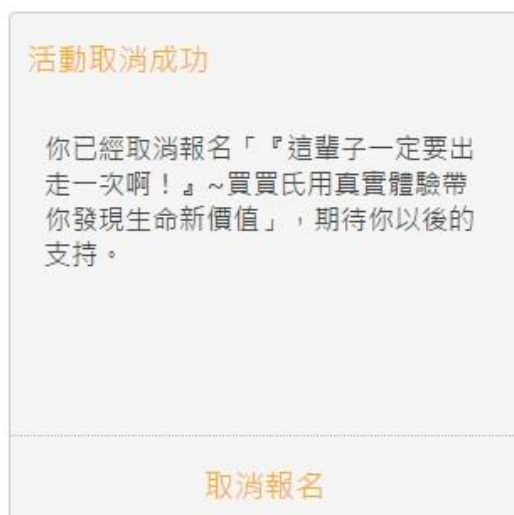 活動取消成功
你已經取消報名「『這輩子一定要出
走一次啊！』~買買氏用真實體驗帶
你發現生命新價值」，期待你以後的
支持。
取消報名